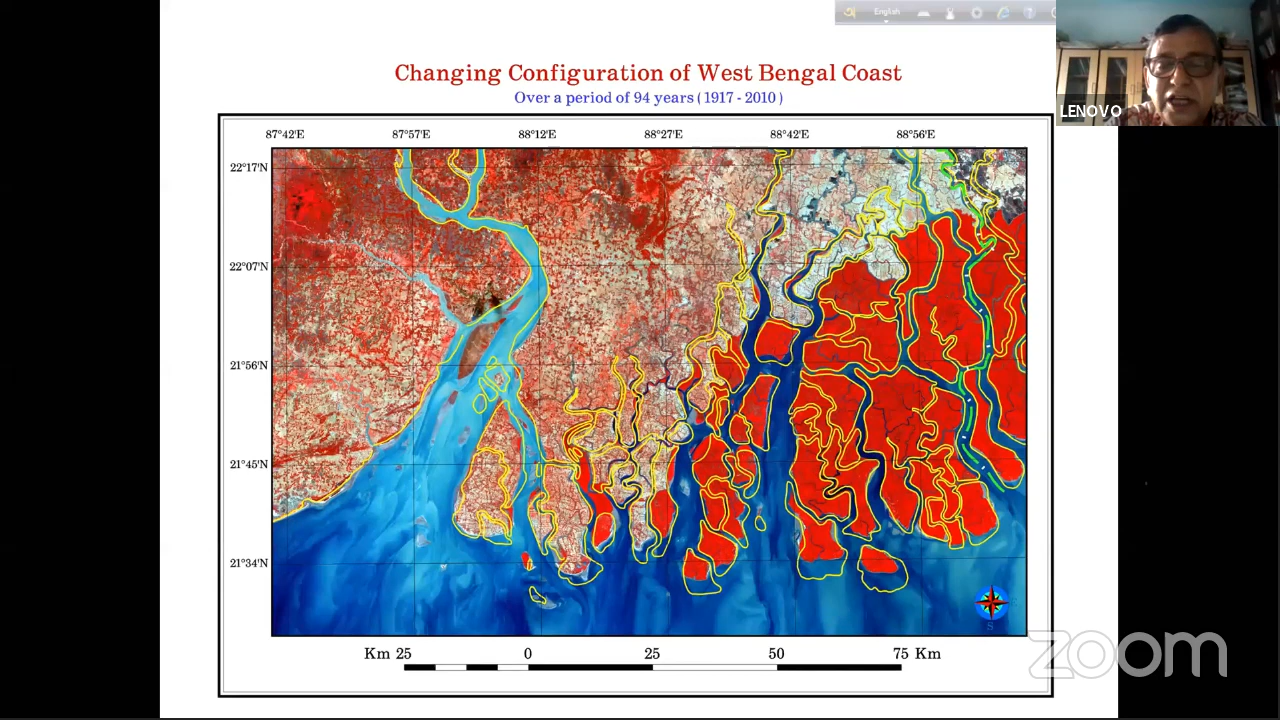 English
LENOVO
Changing Configuration of West Bengal Coast
Over a period of 94 years ( 1917 - 2010 )
87°42'E 87°57'E 88°12'E 88°27'E 88°42'E 88°56'E
22°17'N
22°07'N
21°56'N
21°45'N
21°34'N
S
Km 25 0 25 50 75 Km
zoom